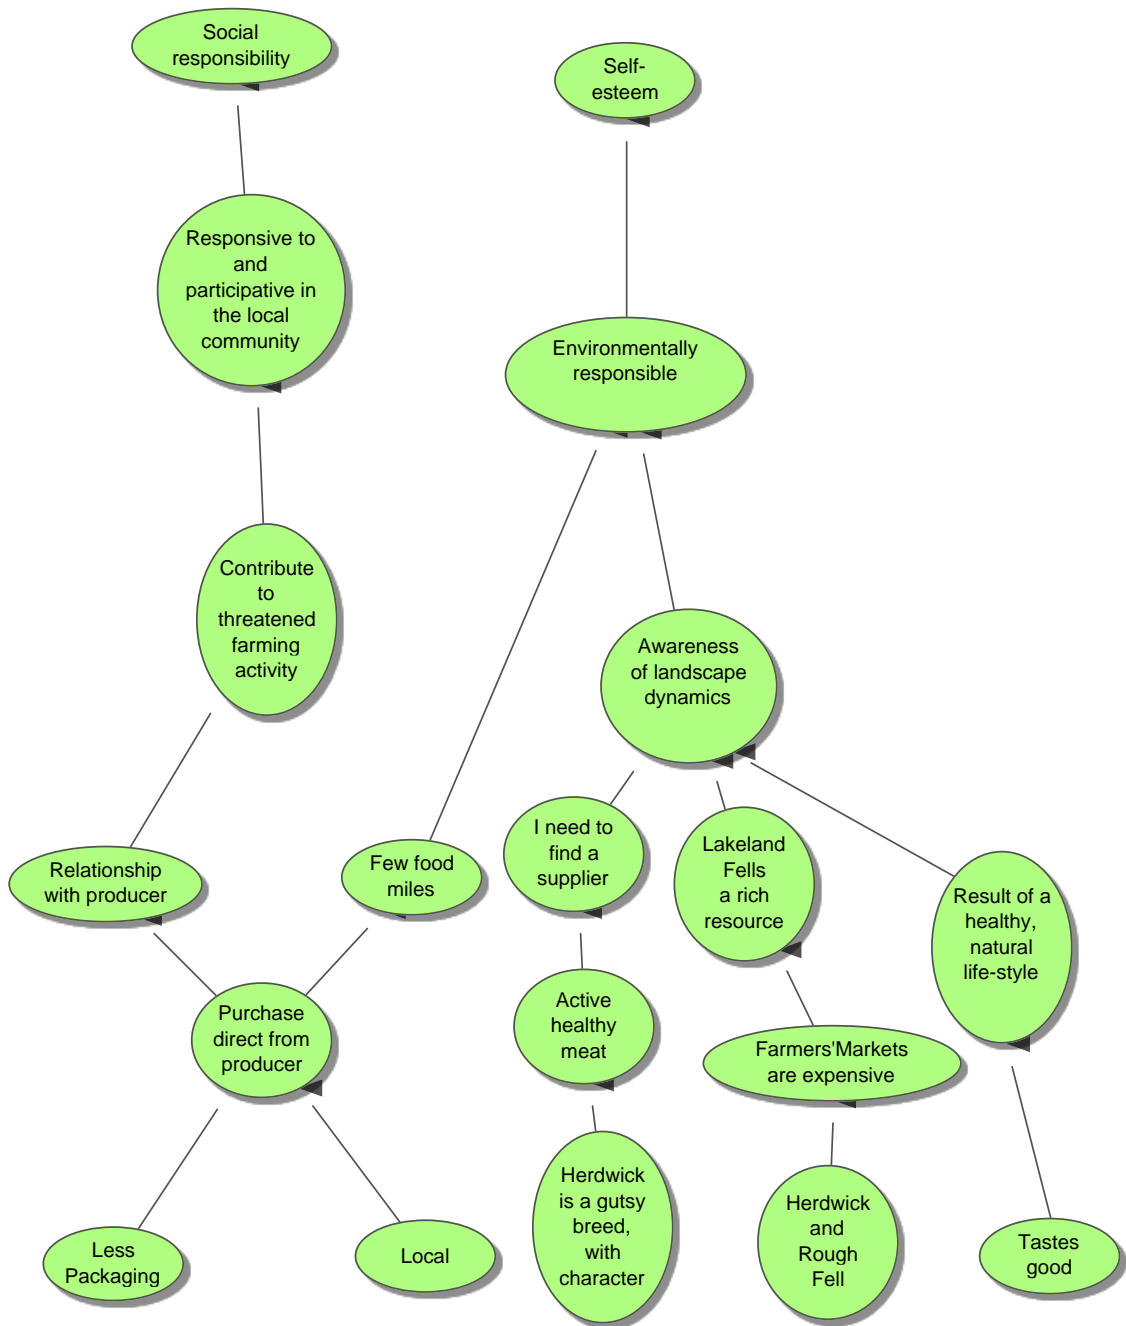 Social
responsibility
Self-
esteem
Responsive to
and
participative in
the local
community
Environmentally
responsible
Contribute
to
threatened
farming
activity
Awareness
of landscape
dynamics
I need to
find a
supplier
Lakeland
Fells
a rich
resource
Relationship
with producer
Few food
miles
Result of a
healthy,
natural
life-style
Purchase
direct from
producer
Active
healthy
meat
Farmers'Markets
are expensive
Less
Packaging
Local
Herdwick
is a gutsy
breed,
with
character
Herdwick
and
Rough
Fell
Tastes
good